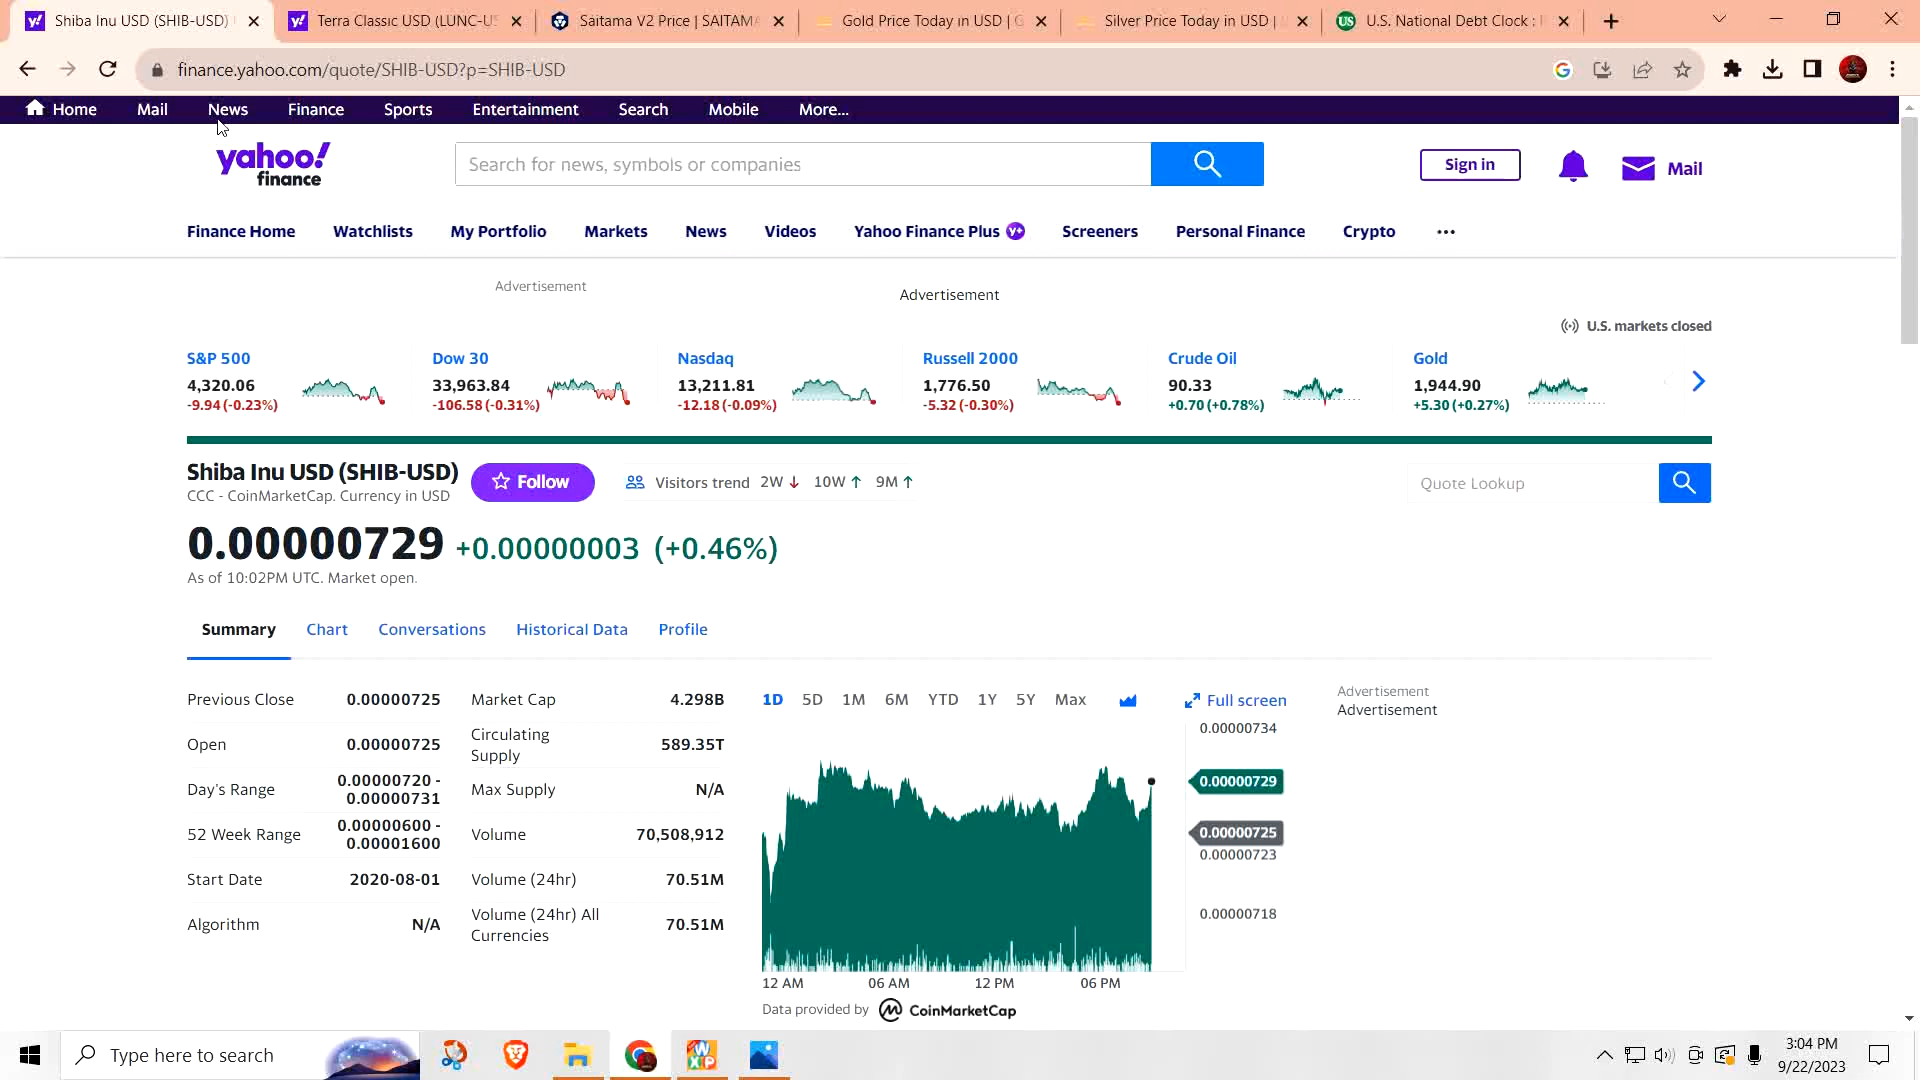 Shiba Inu USD (SHIB-USD)
Terra Classic USD (LUNC-US
Saitama V2 Price | SAITAMA
Gold Price Today in USD | G
Silver Price Today in USD |
US U.S. National Debt Clock :
finance.yahoo.com/quote/SHIB-USD?p=SHIB-USD
Home Mail News Finance Sports Entertainment Search Mobile More...
yahoo!
finance
Search for news, symbols or companies
Sign in
Mail
Finance Home Watchlists My Portfolio Markets News Videos Yahoo Finance Plus y+ Screeners Personal Finance Crypto ...
Advertisement
Advertisement
U.S. markets closed
S&P 500
4,320.06
-9.94 (-0.23%)
Dow 30
33,963.84
-106.58 (-0.31%)
Nasdaq
13,211.81
-12.18 (-0.09%)
Russell 2000
1,776.50
-5.32 (-0.30%)
Crude Oil
90.33
+0.70 (+0.78%)
Gold
1,944.90
+5.30 (+0.27%)
Shiba Inu USD (SHIB-USD)
CCC - CoinMarketCap. Currency in USD
Follow
Visitors trend 2W ↓ 10W ↑ 9M ↑
Quote Lookup
0.00000729 +0.00000003 (+0.46%)
As of 10:02PM UTC. Market open.
Summary Chart Conversations Historical Data Profile
Previous Close 0.00000725
Open 0.00000725
Day's Range 0.00000720 -
0.00000731
52 Week Range 0.00000600 -
0.00001600
Start Date 2020-08-01
Algorithm N/A
Market Cap 4.298B
Circulating
Supply 589.35T
Max Supply N/A
Volume 70,508,912
Volume (24hr) 70.51M
Volume (24hr) All
Currencies 70.51M
1D 5D 1M 6M YTD 1Y 5Y Max
Full screen
0.00000734
0.00000729
0.00000725
0.00000723
0.00000718
12 AM 06 AM 12 PM 06 PM
Data provided by CoinMarketCap
Advertisement
Advertisement
Type here to search
3:04 PM
9/22/2023